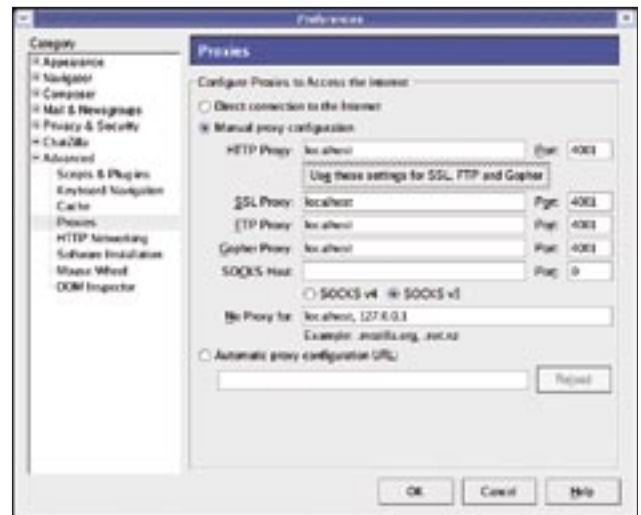 Preferences
Category
Appearance
Navigator
Composer
Mail & Newsgroups
Privacy & Security
ChatZilla
Advanced
Scripts & Plugins
Keyboard Navigation
Cache
Proxies
HTTP Networking
Software Installation
Mouse Wheel
DOM Inspector
Proxies
Configure Proxies to Access the Internet
Direct connection to the Internet
Manual proxy configuration
HTTP Proxy: localhost Port: 4001
Use these settings for SSL, FTP and Gopher
SSL Proxy: localhost Port: 4001
FTP Proxy: localhost Port: 4001
Gopher Proxy: localhost Port: 4001
SOCKS Host: Port: 0
SOCKS v4 SOCKS v5
No Proxy for: localhost, 127.0.0.1
Example: .mozilla.org, .net.nz
Automatic proxy configuration URL:
Reload
OK Cancel Help